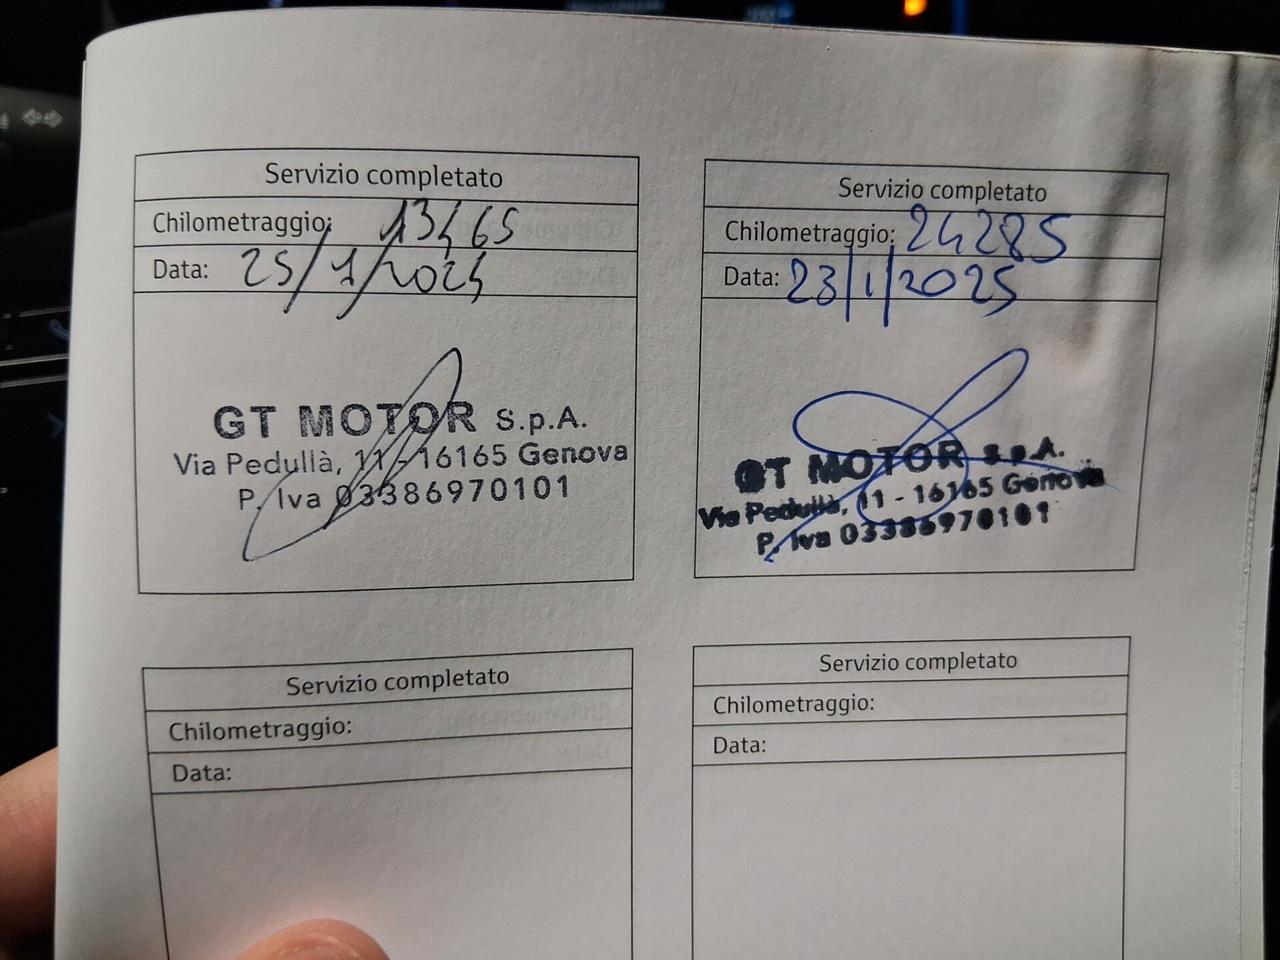 Servizio completato
Chilometraggio: 13465
Data: 25/1/2024
GT MOTOR S.p.A.
Via Pedullà, 11 - 16165 Genova
P. Iva 03386970101
Servizio completato
Chilometraggio: 24285
Data: 23/1/2025
GT MOTOR S.p.A.
Via Pedullà, 11 - 16165 Genova
P. Iva 03386970101
Servizio completato
Chilometraggio:
Data:
Servizio completato
Chilometraggio:
Data: